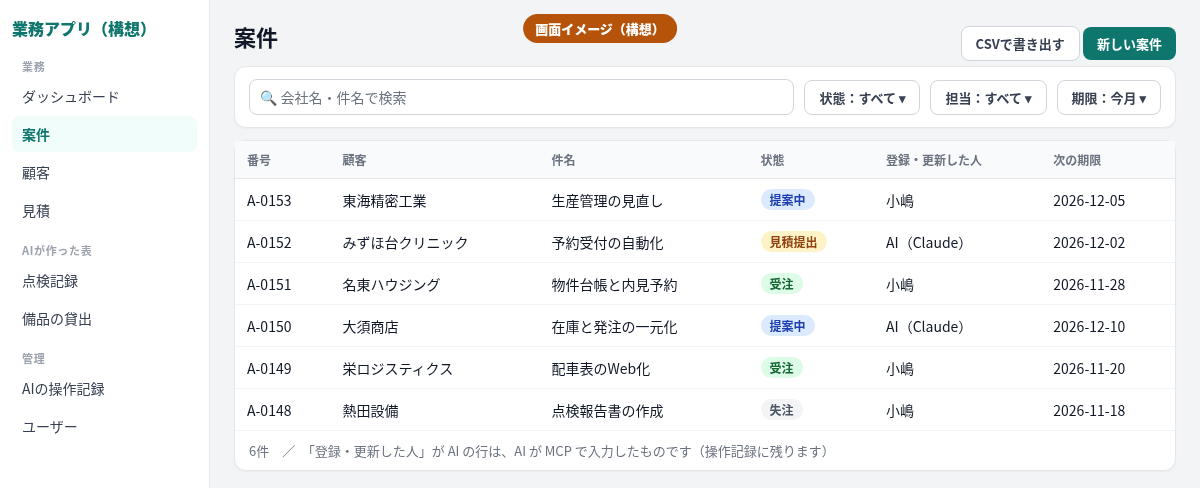 業務アプリ（構想）
業務
ダッシュボード
案件
顧客
見積
AIが作った表
点検記録
備品の貸出
管理
AIの操作記録
ユーザー
案件
画面イメージ（構想）
CSVで書き出す
新しい案件
🔍 会社名・件名で検索
状態：すべて ▾
担当：すべて ▾
期限：今月 ▾
番号 顧客 件名 状態 登録・更新した人 次の期限
A-0153 東海精密工業 生産管理の見直し 提案中 小嶋 2026-12-05
A-0152 みずほ台クリニック 予約受付の自動化 見積提出 AI（Claude） 2026-12-02
A-0151 名東ハウジング 物件台帳と内見予約 受注 小嶋 2026-11-28
A-0150 大須商店 在庫と発注の一元化 提案中 AI（Claude） 2026-12-10
A-0149 栄ロジスティクス 配車表のWeb化 受注 小嶋 2026-11-20
A-0148 熱田設備 点検報告書の作成 失注 小嶋 2026-11-18
6件 ／ 「登録・更新した人」が AI の行は、AI が MCP で入力したものです（操作記録に残ります）